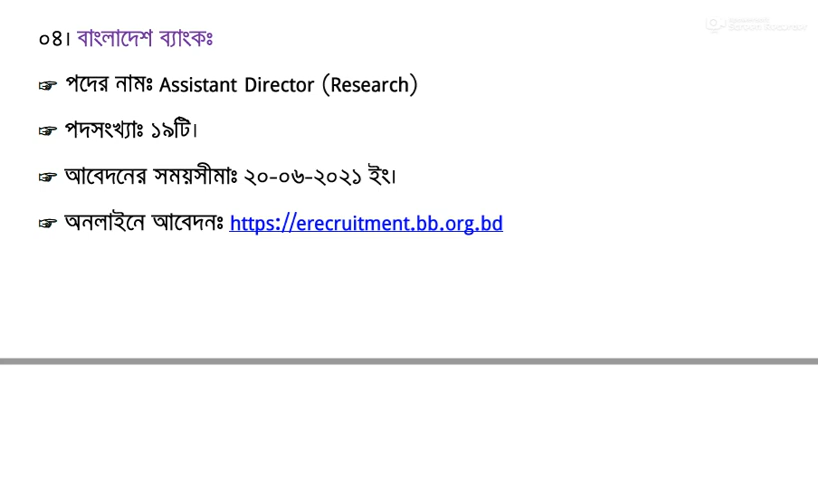 ০৪। বাংলাদেশ ব্যাংকঃ
☞ পদের নামঃ Assistant Director (Research)
☞ পদসংখ্যাঃ ১৯টি।
☞ আবেদনের সময়সীমাঃ ২০-০৬-২০২১ ইং।
☞ অনলাইনে আবেদনঃ https://erecruitment.bb.org.bd